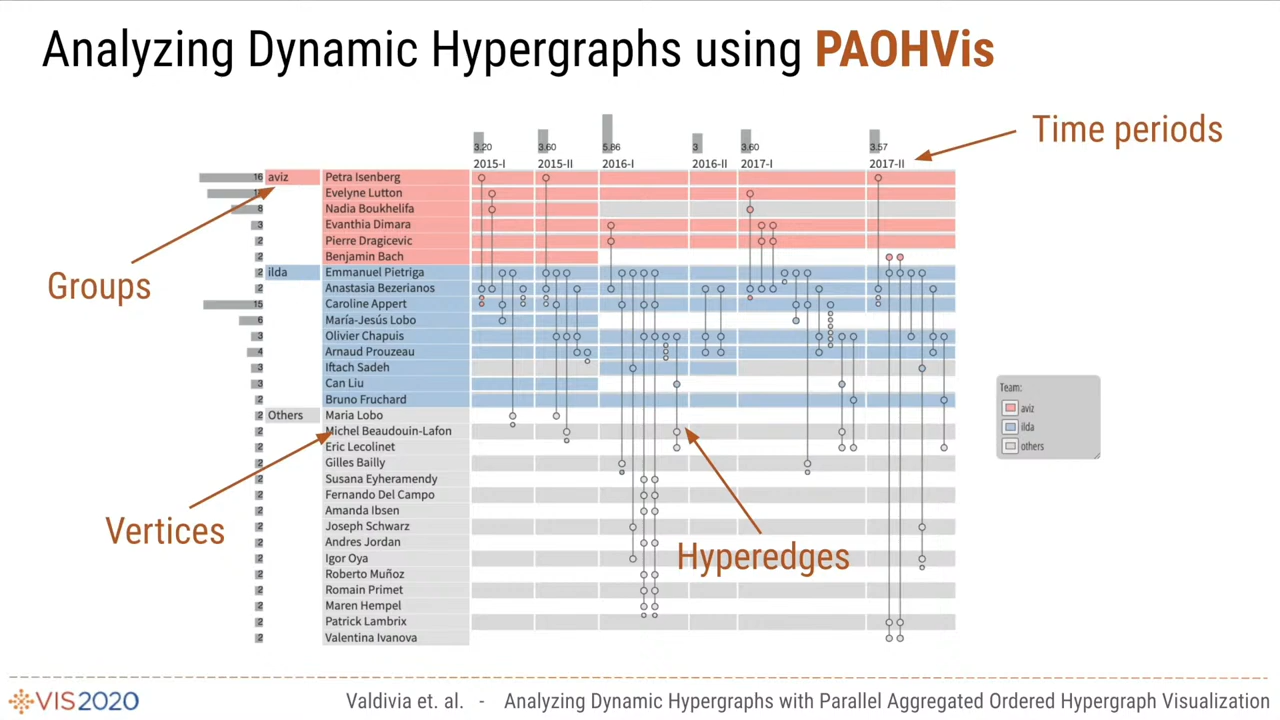 Analyzing Dynamic Hypergraphs using PAOHVis
Time periods
3.20 3.60 5.86 3 3.60 3.57
2015-I 2015-II 2016-I 2016-II 2017-I 2017-II
16 aviz Petra Isenberg
Evelyne Lutton
8 Nadia Boukhelifa
3 Evanthia Dimara
2 Pierre Dragicevic
2 Benjamin Bach
2 ilda Emmanuel Pietriga
2 Anastasia Bezerianos
15 Caroline Appert
6 María-Jesús Lobo
3 Olivier Chapuis
4 Arnaud Prouzeau
3 Iftach Sadeh
3 Can Liu
2 Bruno Fruchard
2 Others Maria Lobo
2 Michel Beaudouin-Lafon
2 Eric Lecolinet
2 Gilles Bailly
2 Susana Eyheramendy
2 Fernando Del Campo
2 Amanda Ibsen
2 Joseph Schwarz
2 Andres Jordan
2 Igor Oya
2 Roberto Muñoz
2 Romain Primet
2 Maren Hempel
2 Patrick Lambrix
2 Valentina Ivanova
Groups
Vertices
Hyperedges
Team:
aviz
ilda
others
VIS2020
Valdivia et. al. - Analyzing Dynamic Hypergraphs with Parallel Aggregated Ordered Hypergraph Visualization